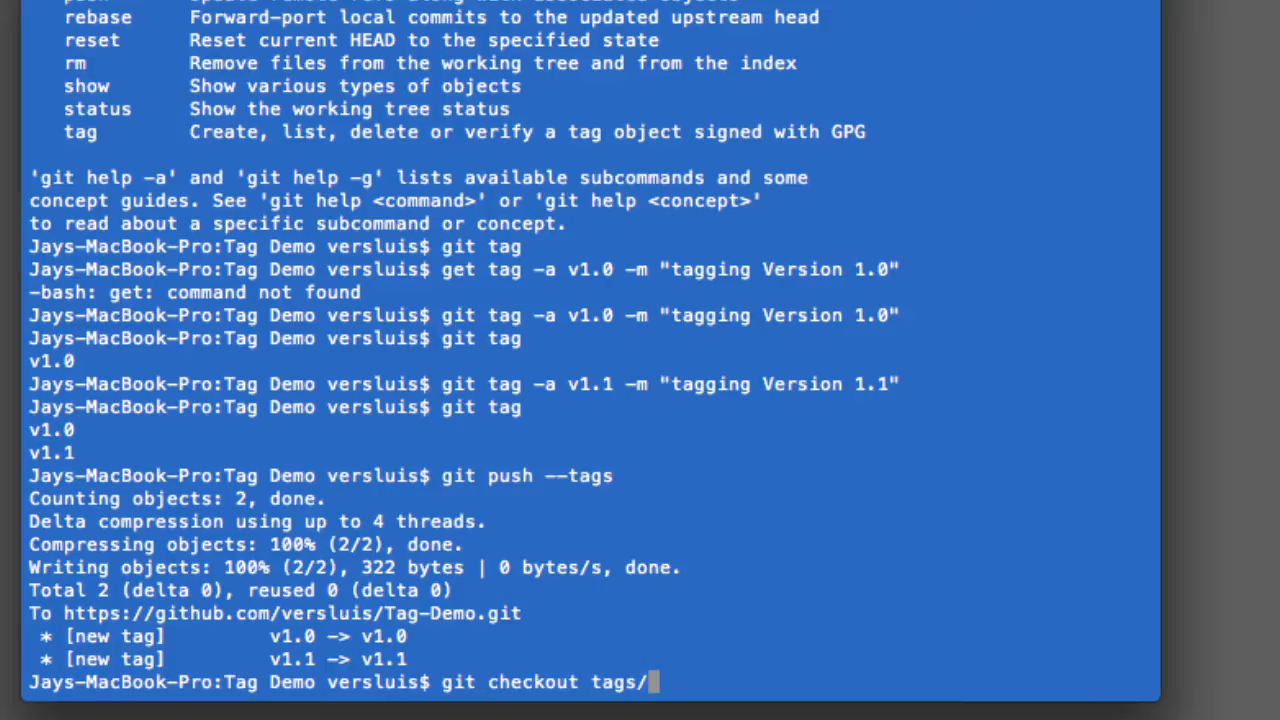 rebase     Forward-port local commits to the updated upstream head
reset      Reset current HEAD to the specified state
rm         Remove files from the working tree and from the index
show       Show various types of objects
status     Show the working tree status
tag        Create, list, delete or verify a tag object signed with GPG
'git help -a' and 'git help -g' lists available subcommands and some
concept guides. See 'git help <command>' or 'git help <concept>'
to read about a specific subcommand or concept.
Jays-MacBook-Pro:Tag Demo versluis$ git tag
Jays-MacBook-Pro:Tag Demo versluis$ get tag -a v1.0 -m "tagging Version 1.0"
-bash: get: command not found
Jays-MacBook-Pro:Tag Demo versluis$ git tag -a v1.0 -m "tagging Version 1.0"
Jays-MacBook-Pro:Tag Demo versluis$ git tag
v1.0
Jays-MacBook-Pro:Tag Demo versluis$ git tag -a v1.1 -m "tagging Version 1.1"
Jays-MacBook-Pro:Tag Demo versluis$ git tag
v1.0
v1.1
Jays-MacBook-Pro:Tag Demo versluis$ git push --tags
Counting objects: 2, done.
Delta compression using up to 4 threads.
Compressing objects: 100% (2/2), done.
Writing objects: 100% (2/2), 322 bytes | 0 bytes/s, done.
Total 2 (delta 0), reused 0 (delta 0)
To https://github.com/versluis/Tag-Demo.git
 * [new tag]         v1.0 -> v1.0
 * [new tag]         v1.1 -> v1.1
Jays-MacBook-Pro:Tag Demo versluis$ git checkout tags/